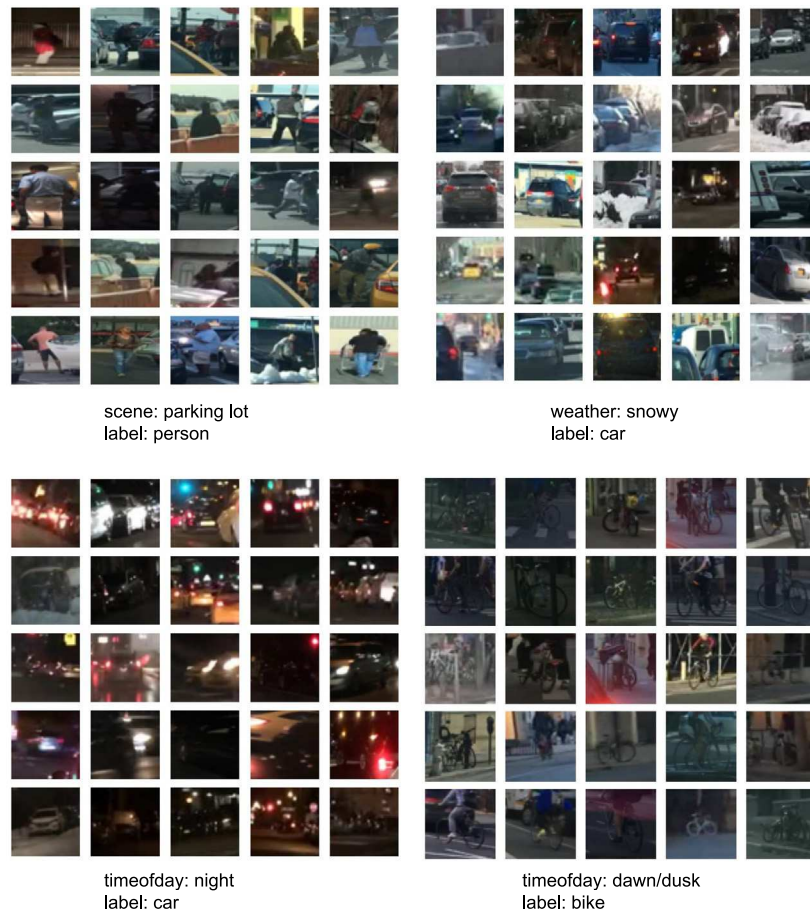 scene: parking lot
label: person
weather: snowy
label: car
timeofday: night
label: car
timeofday: dawn/dusk
label: bike